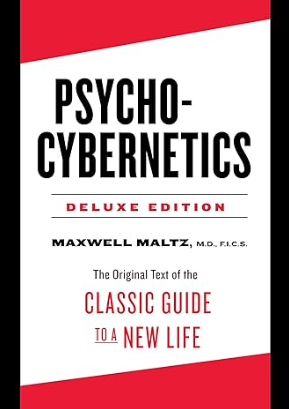 PSYCHO-
CYBERNETICS
DELUXE EDITION
MAXWELL MALTZ, M.D., F.I.C.S.
The Original Text of the
CLASSIC GUIDE
TO A NEW LIFE